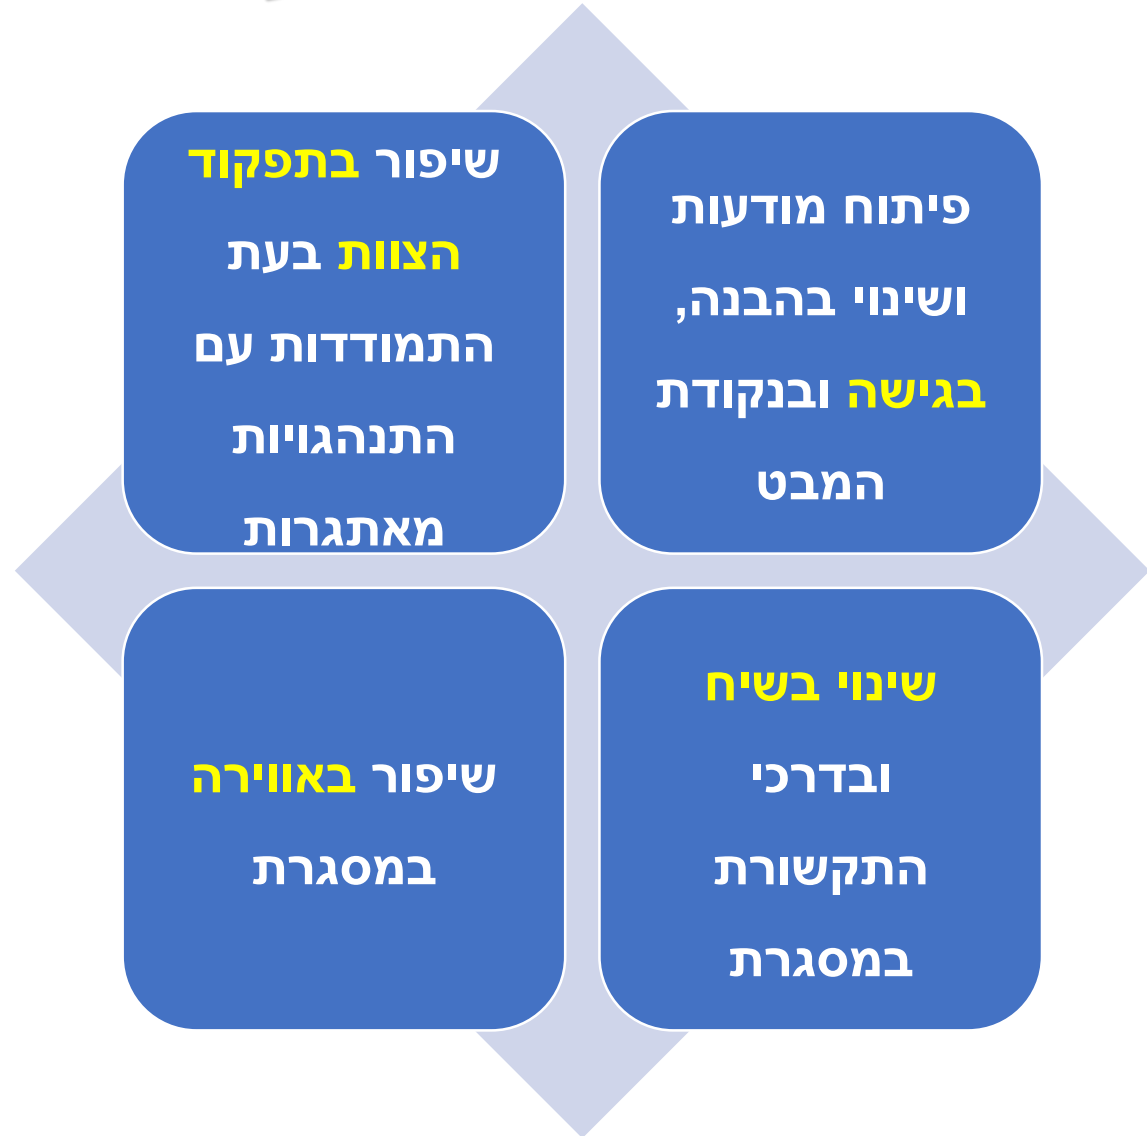 פיתוח מודעות
ושינוי בהבנה,
בגישה ובנקודת
המבט
שיפור בתפקוד
הצוות בעת
התמודדות עם
התנהגויות
מאתגרות
שינוי בשיח
ובדרכי
התקשורת
במסגרת
שיפור באווירה
במסגרת